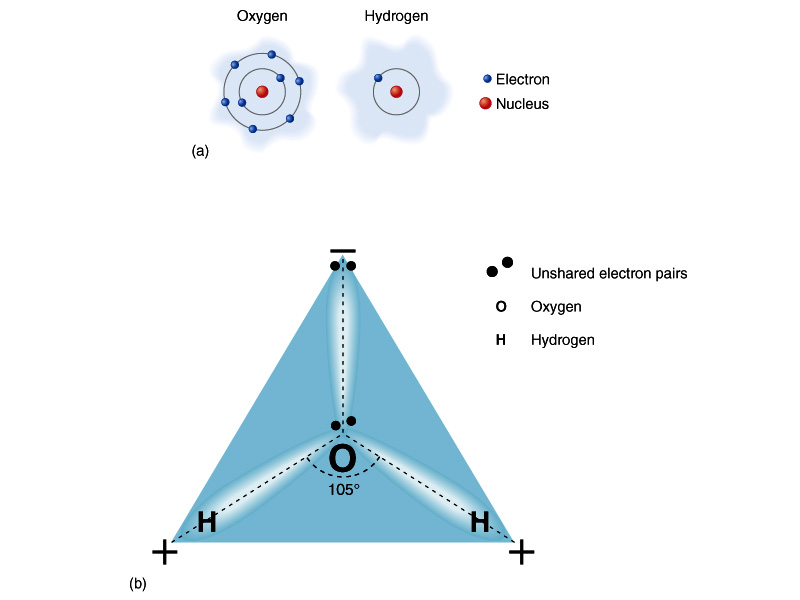 Oxygen Hydrogen
Electron
Nucleus
(a)
−
Unshared electron pairs
O Oxygen
H Hydrogen
O
105°
H H
+ +
(b)